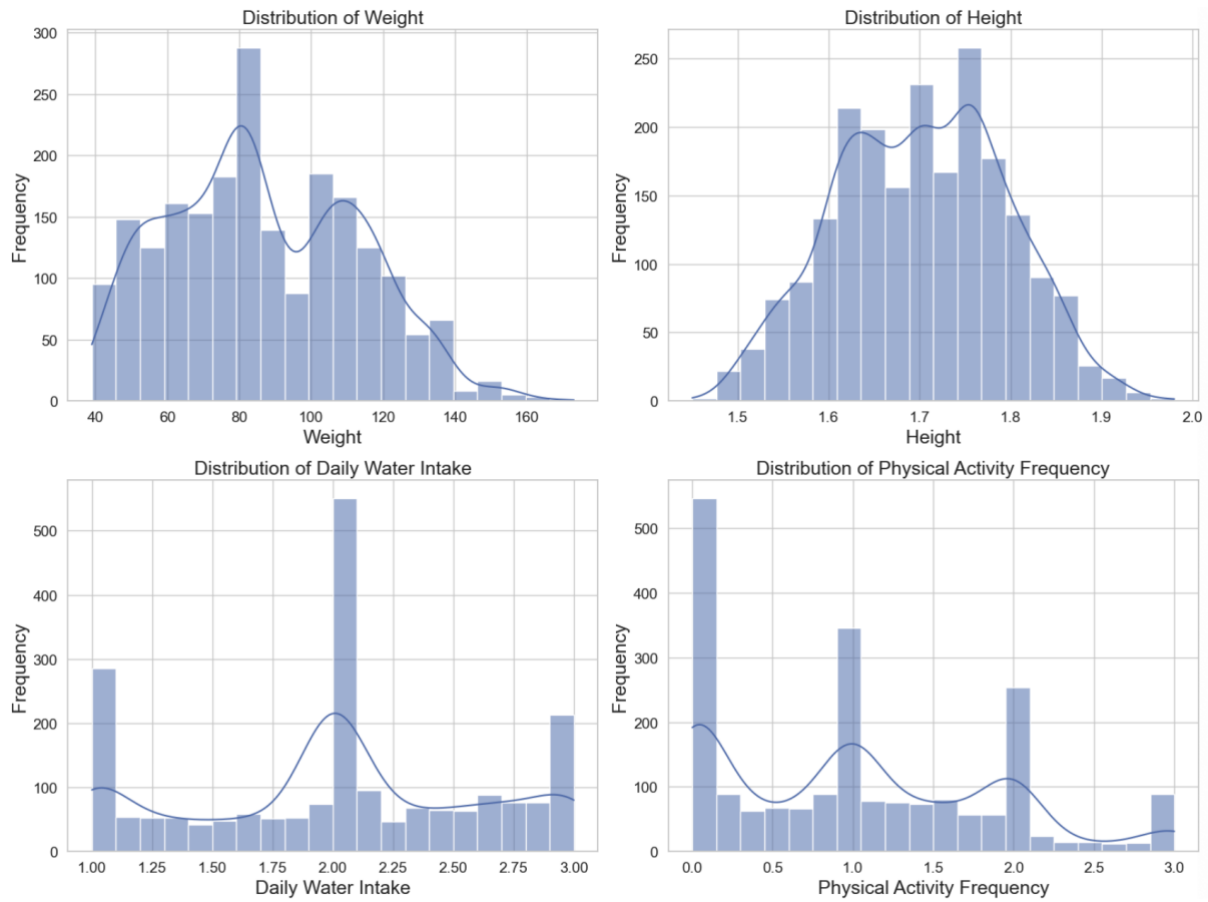 Distribution of Weight
300
250
200
150
100
50
0
Frequency
40 60 80 100 120 140 160
Weight
Distribution of Height
250
200
150
100
50
0
Frequency
1.5 1.6 1.7 1.8 1.9 2.0
Height
Distribution of Daily Water Intake
500
400
300
200
100
0
Frequency
1.00 1.25 1.50 1.75 2.00 2.25 2.50 2.75 3.00
Daily Water Intake
Distribution of Physical Activity Frequency
500
400
300
200
100
0
Frequency
0.0 0.5 1.0 1.5 2.0 2.5 3.0
Physical Activity Frequency